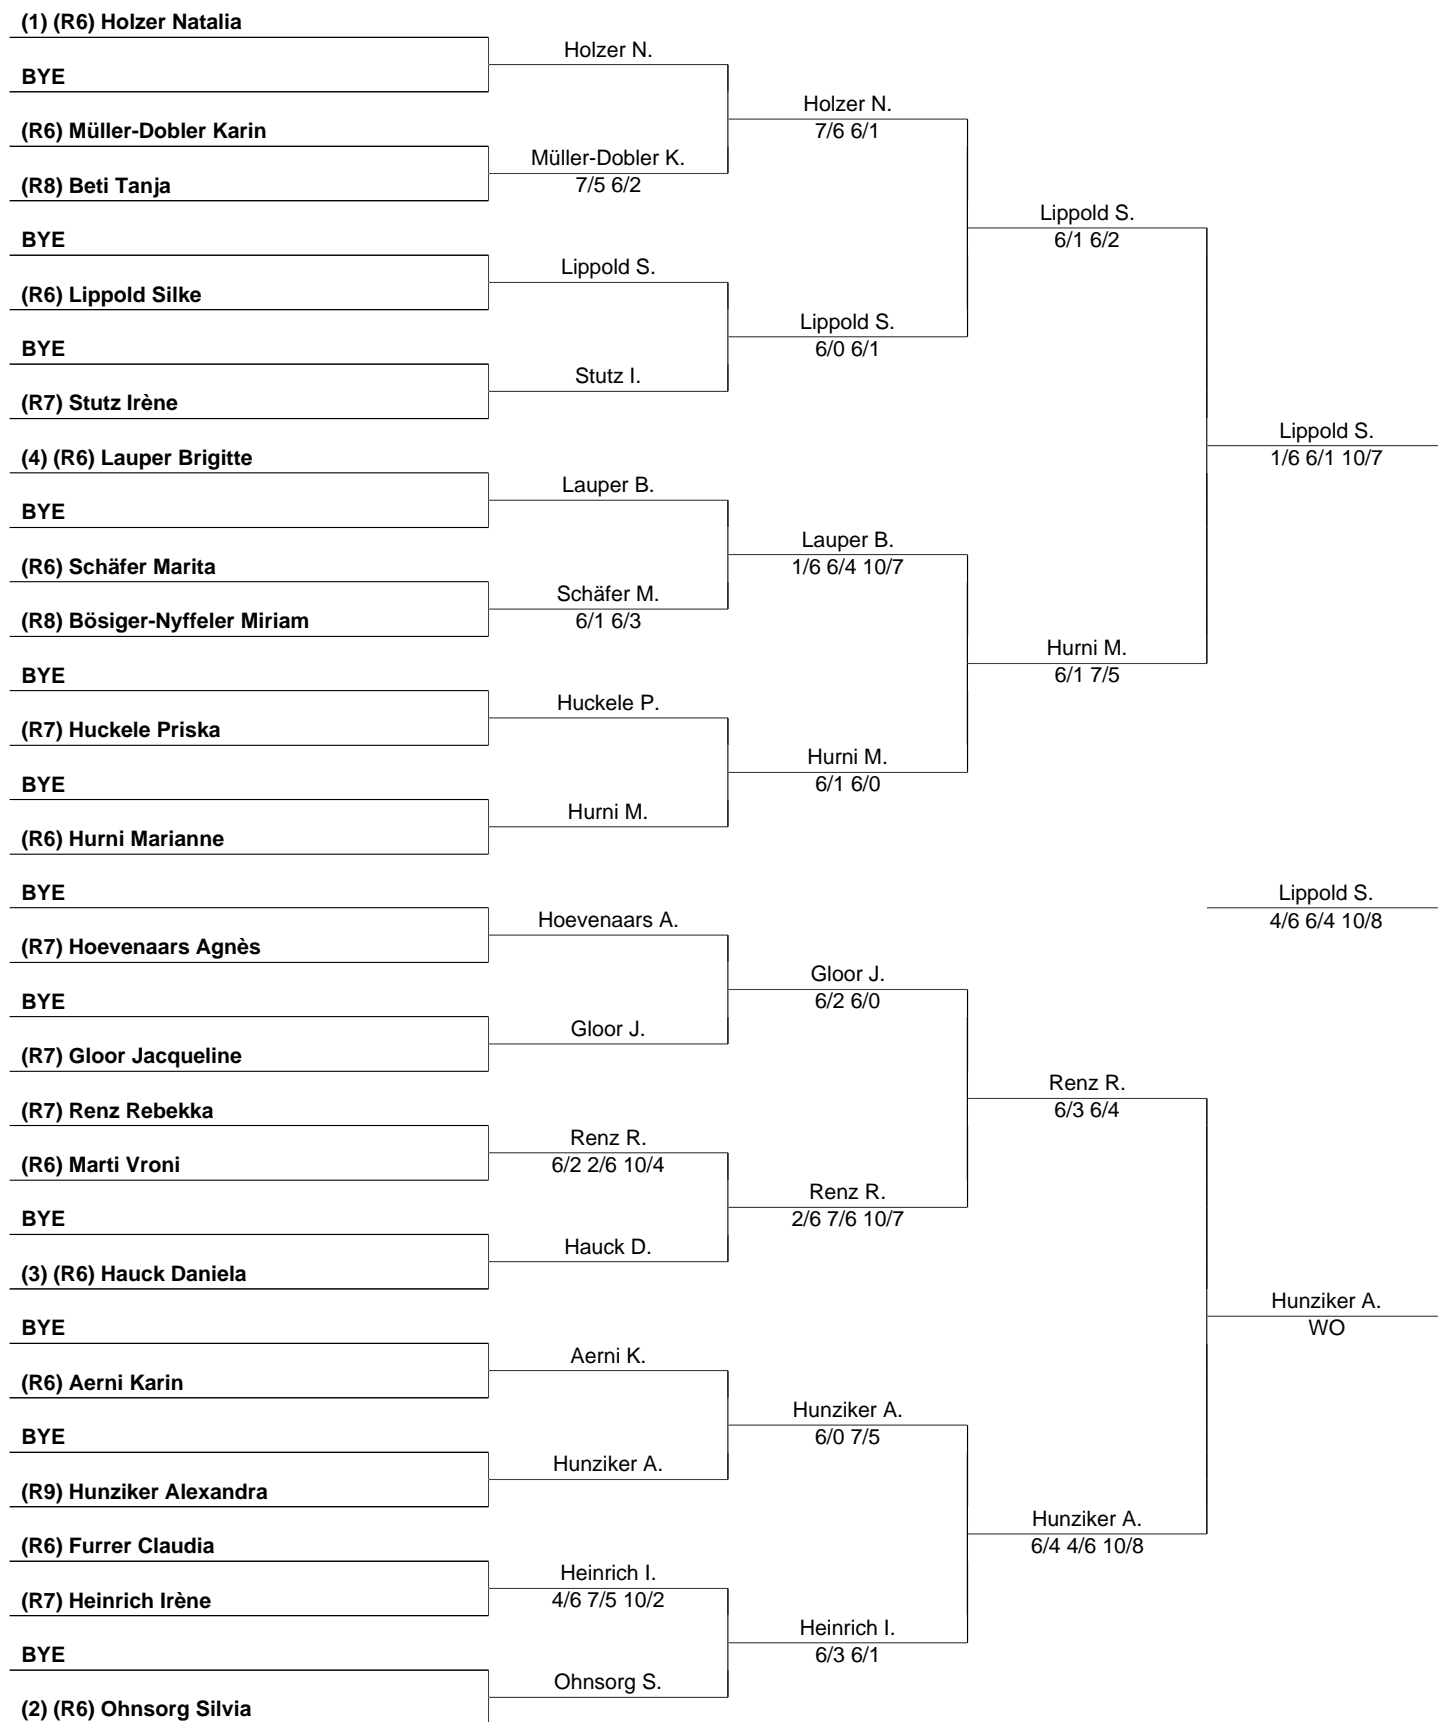 (1) (R6) Holzer Natalia
Holzer N.
BYE
Holzer N.
7/6 6/1
(R6) Müller-Dobler Karin
Müller-Dobler K.
7/5 6/2
(R8) Beti Tanja
Lippold S.
6/1 6/2
BYE
Lippold S.
(R6) Lippold Silke
Lippold S.
6/0 6/1
BYE
Stutz I.
(R7) Stutz Irène
Lippold S.
1/6 6/1 10/7
(4) (R6) Lauper Brigitte
Lauper B.
BYE
Lauper B.
1/6 6/4 10/7
(R6) Schäfer Marita
Schäfer M.
6/1 6/3
(R8) Bösiger-Nyffeler Miriam
Hurni M.
6/1 7/5
BYE
Huckele P.
(R7) Huckele Priska
Hurni M.
6/1 6/0
BYE
Hurni M.
(R6) Hurni Marianne
BYE
Lippold S.
4/6 6/4 10/8
Hoevenaars A.
(R7) Hoevenaars Agnès
Gloor J.
6/2 6/0
BYE
Gloor J.
(R7) Gloor Jacqueline
Renz R.
6/3 6/4
(R7) Renz Rebekka
Renz R.
6/2 2/6 10/4
(R6) Marti Vroni
Renz R.
2/6 7/6 10/7
BYE
Hauck D.
(3) (R6) Hauck Daniela
Hunziker A.
WO
BYE
Aerni K.
(R6) Aerni Karin
Hunziker A.
6/0 7/5
BYE
Hunziker A.
(R9) Hunziker Alexandra
Hunziker A.
6/4 4/6 10/8
(R6) Furrer Claudia
Heinrich I.
4/6 7/5 10/2
(R7) Heinrich Irène
Heinrich I.
6/3 6/1
BYE
Ohnsorg S.
(2) (R6) Ohnsorg Silvia